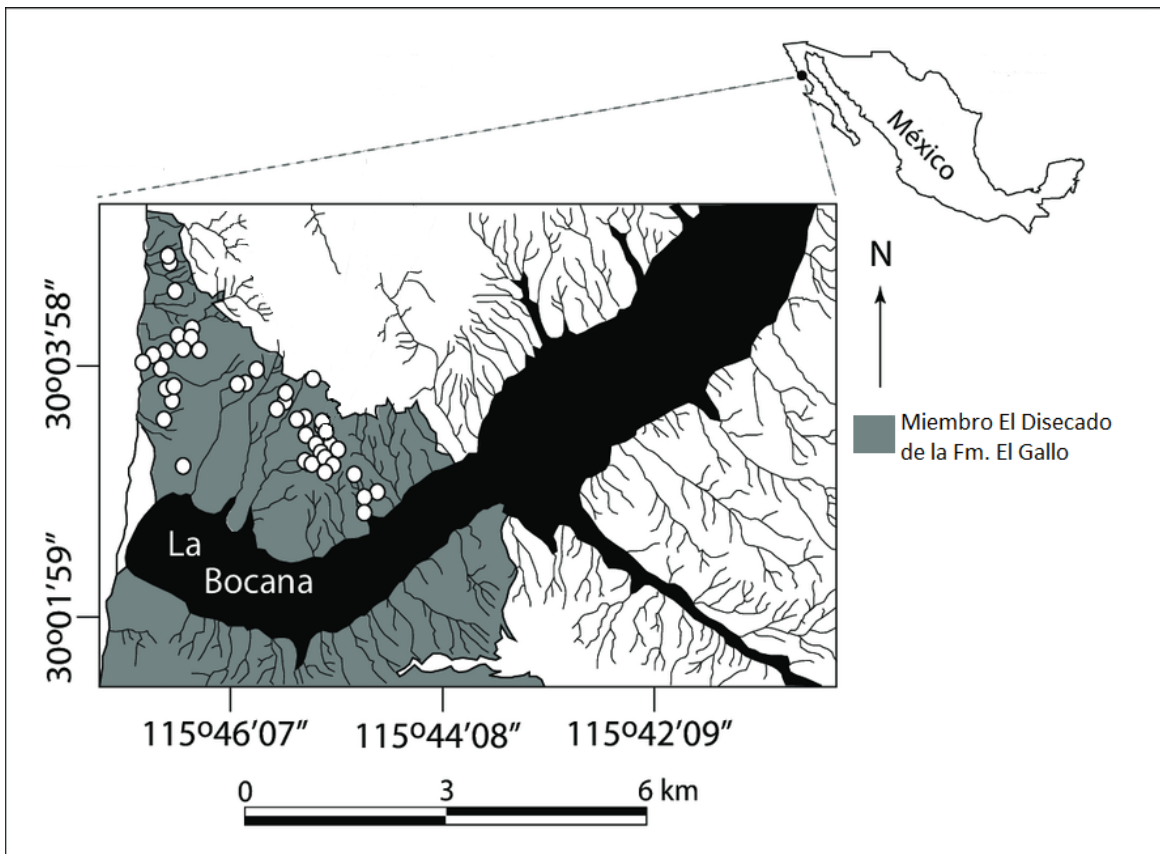 México
N
30º03′58″
Miembro El Disecado
de la Fm. El Gallo
La
Bocana
30º01′59″
115º46′07″
115º44′08″
115º42′09″
0
3
6 km